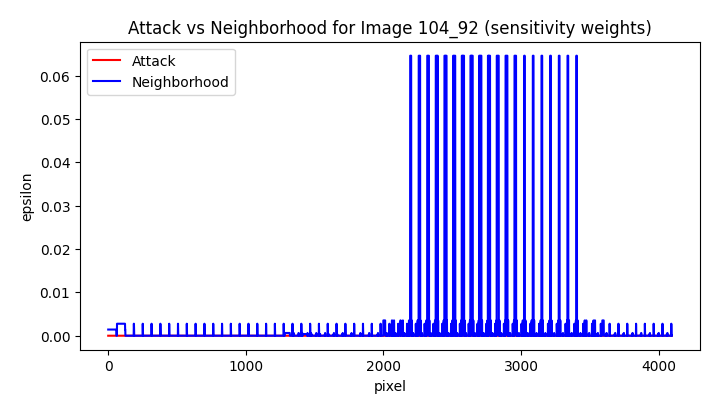 Attack vs Neighborhood for Image 104_92 (sensitivity weights)
Attack
Neighborhood
epsilon
0.06
0.05
0.04
0.03
0.02
0.01
0.00
0
1000
2000
3000
4000
pixel